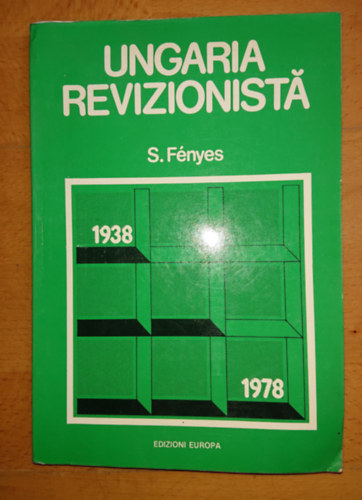 UNGARIA
REVIZIONISTĂ
S. Fényes
1938
1978
EDIZIONI EUROPA